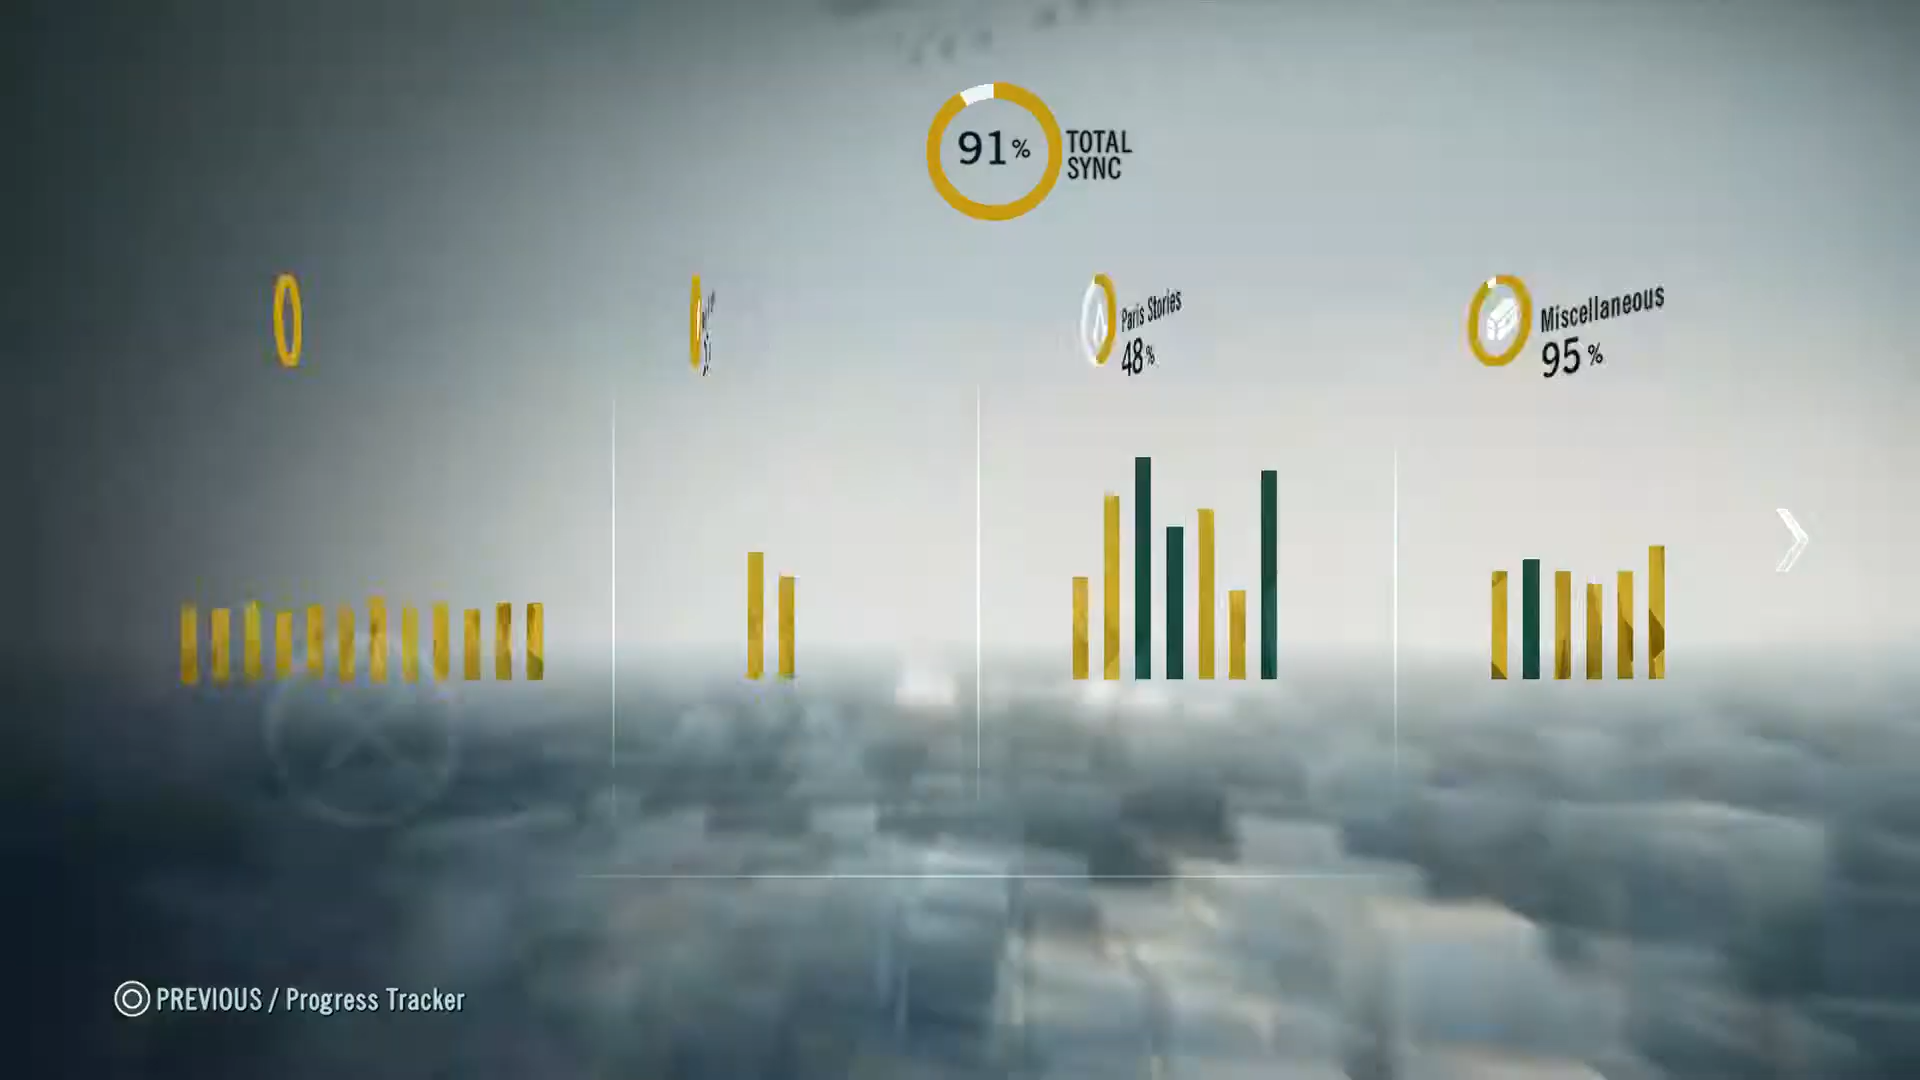 91%
TOTAL
SYNC
Paris Stories
48%
Miscellaneous
95%
PREVIOUS / Progress Tracker